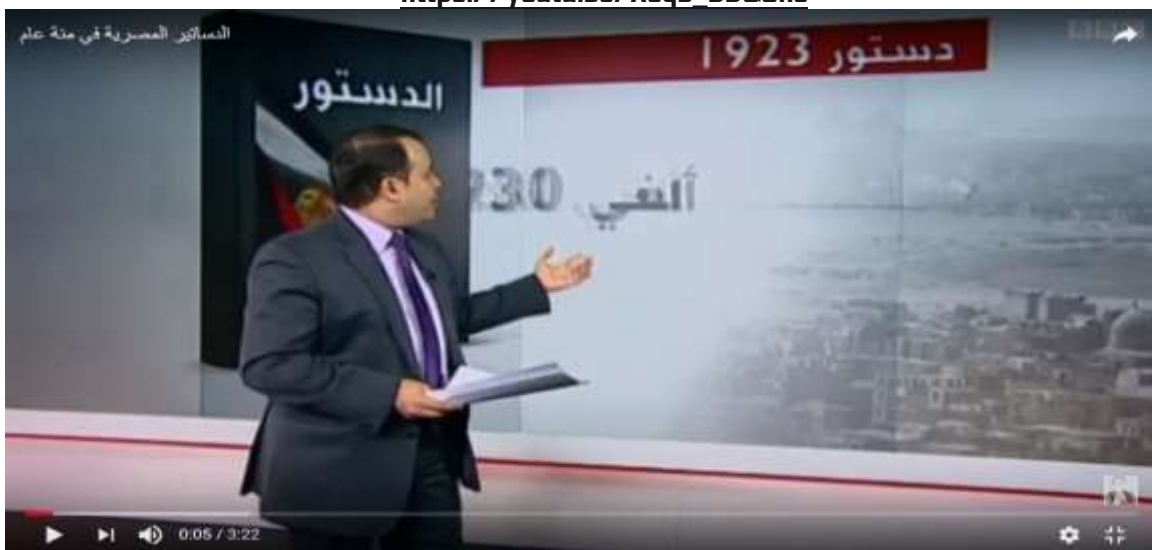 الدساتير المصرية في مئة عام
دستور 1923
الدستور
ألغي
0:05 / 3:22